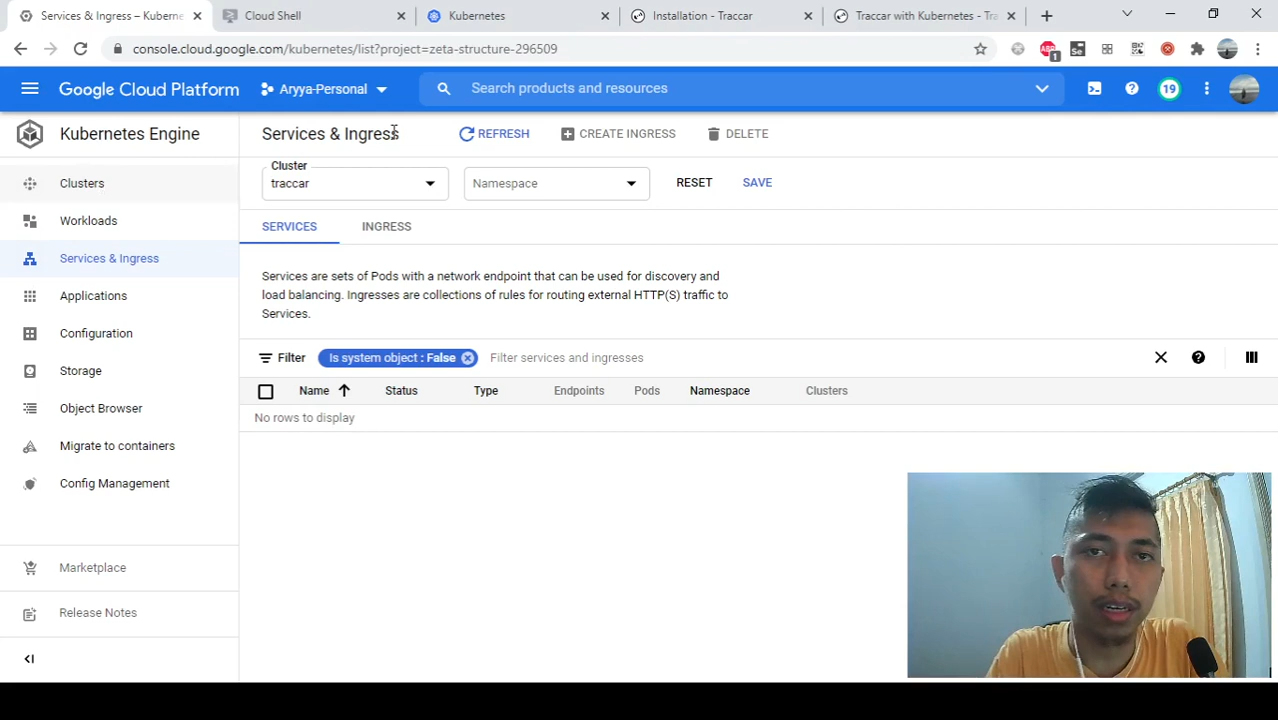 Services & Ingress – Kuberne
Cloud Shell
Kubernetes
Installation - Traccar
Traccar with Kubernetes - Tra
console.cloud.google.com/kubernetes/list?project=zeta-structure-296509
ABP
1
Se
Google Cloud Platform
Aryya-Personal
Search products and resources
19
Kubernetes Engine
Services & Ingress
REFRESH
CREATE INGRESS
DELETE
Clusters
Cluster
traccar
Namespace
RESET
SAVE
Workloads
SERVICES
INGRESS
Services & Ingress
Services are sets of Pods with a network endpoint that can be used for discovery and
load balancing. Ingresses are collections of rules for routing external HTTP(S) traffic to
Services.
Applications
Configuration
Filter
Is system object : False
Filter services and ingresses
Storage
Name
Status
Type
Endpoints
Pods
Namespace
Clusters
Object Browser
No rows to display
Migrate to containers
Config Management
Marketplace
Release Notes